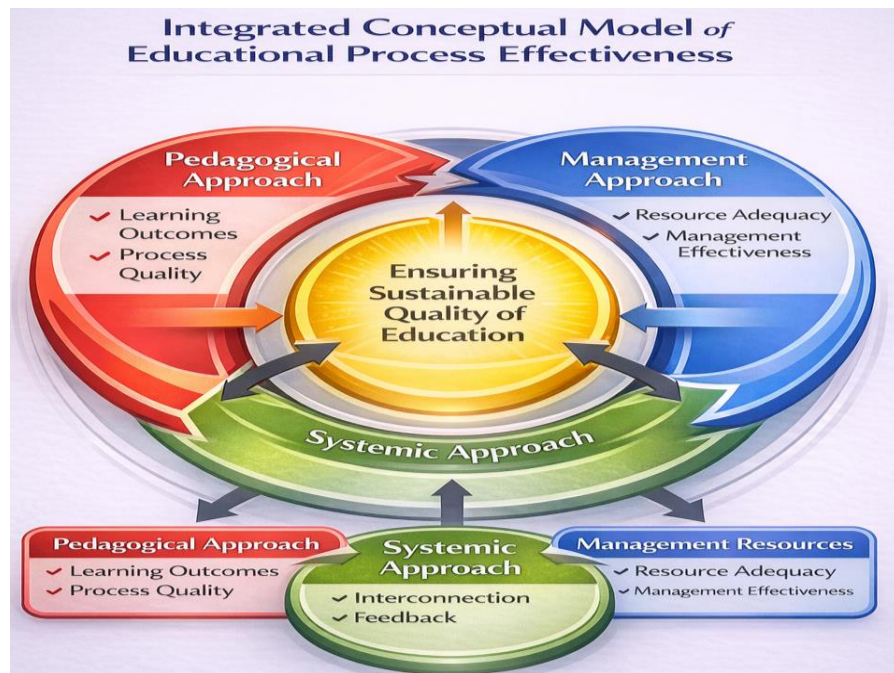 Integrated Conceptual Model of
Educational Process Effectiveness
Pedagogical
Approach
Learning
Outcomes
Process
Quality
Management
Approach
Resource Adequacy
Management
Effectiveness
Ensuring
Sustainable
Quality of
Education
Systemic Approach
Pedagogical Approach
Learning Outcomes
Process Quality
Systemic
Approach
Interconnection
Feedback
Management Resources
Resource Adequacy
Management Effectiveness